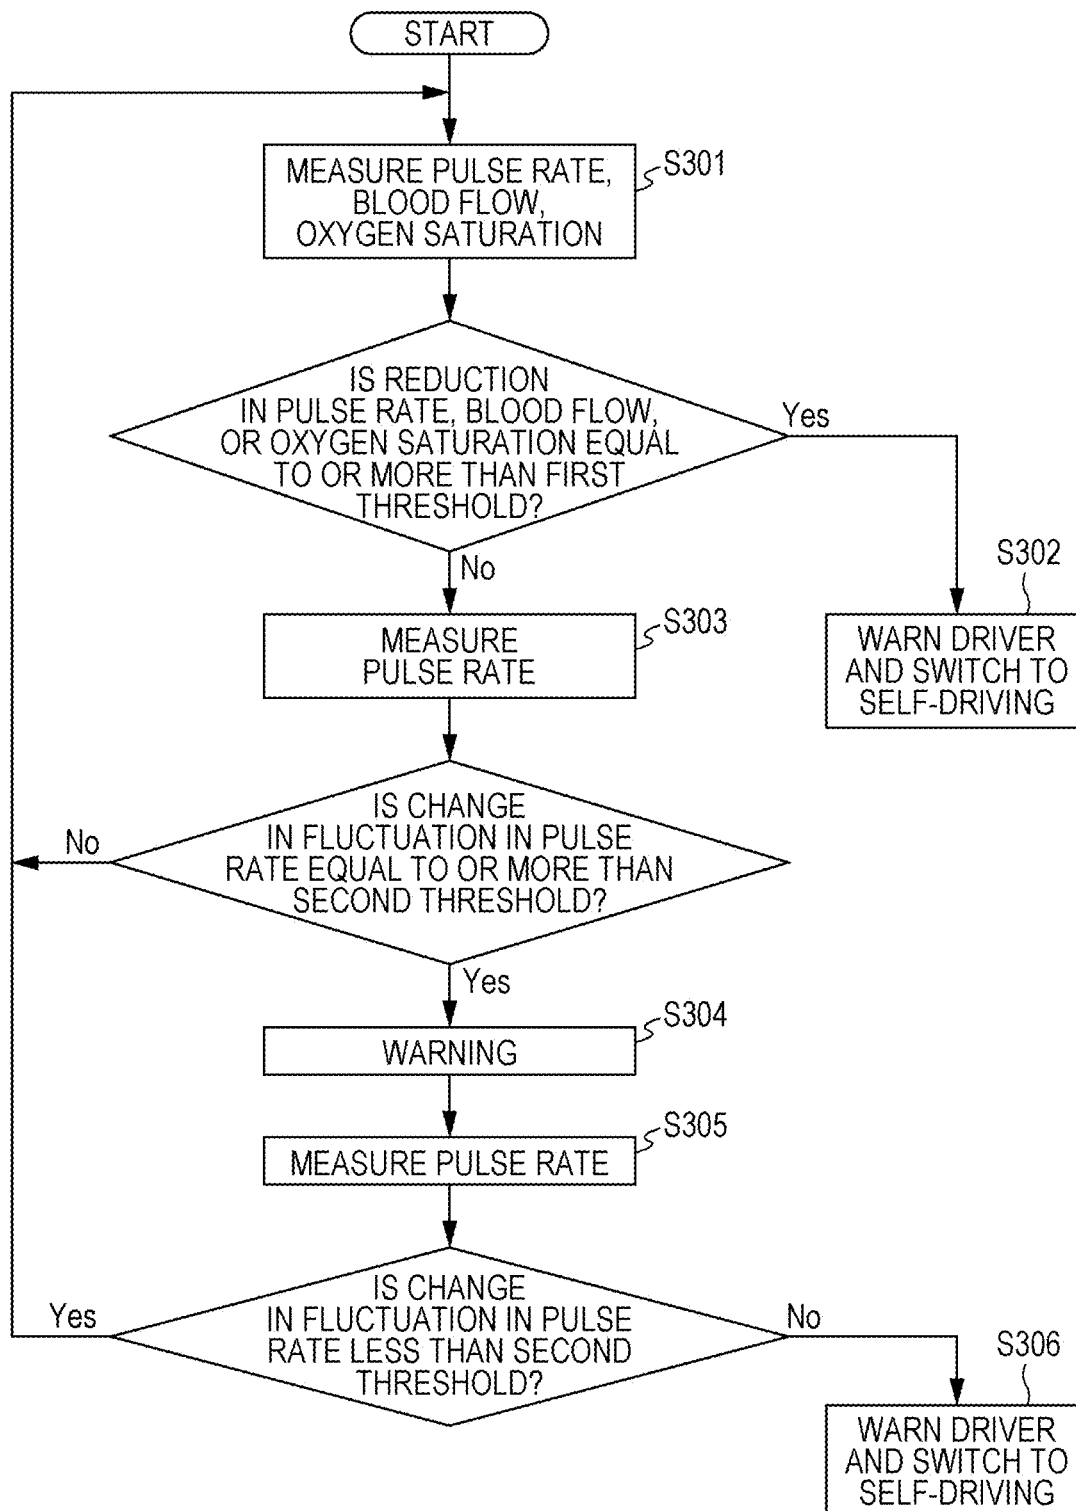 START
MEASURE PULSE RATE,
BLOOD FLOW,
OXYGEN SATURATION
S301
IS REDUCTION
IN PULSE RATE, BLOOD FLOW,
OR OXYGEN SATURATION EQUAL
TO OR MORE THAN FIRST
THRESHOLD?
Yes
No
S302
WARN DRIVER
AND SWITCH TO
SELF-DRIVING
S303
MEASURE
PULSE RATE
IS CHANGE
IN FLUCTUATION IN PULSE
RATE EQUAL TO OR MORE THAN
SECOND THRESHOLD?
No
Yes
S304
WARNING
S305
MEASURE PULSE RATE
IS CHANGE
IN FLUCTUATION IN PULSE
RATE LESS THAN SECOND
THRESHOLD?
Yes
No
S306
WARN DRIVER
AND SWITCH TO
SELF-DRIVING